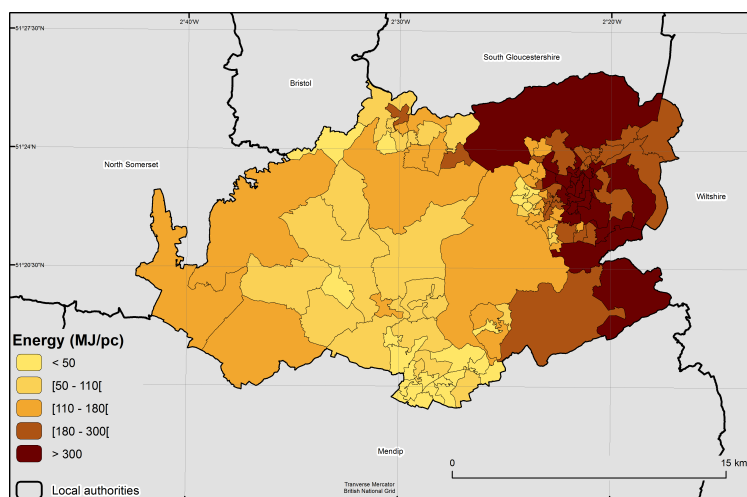 2°40'W
2°30'W
2°20'W
51°27'30"N
South Gloucestershire
Bristol
51°24'N
North Somerset
Wiltshire
51°20'30"N
Energy (MJ/pc)
< 50
[50 - 110[
[110 - 180[
[180 - 300[
> 300
Mendip
0
15 km
Tranverse Mercator
British National Grid
Local authorities